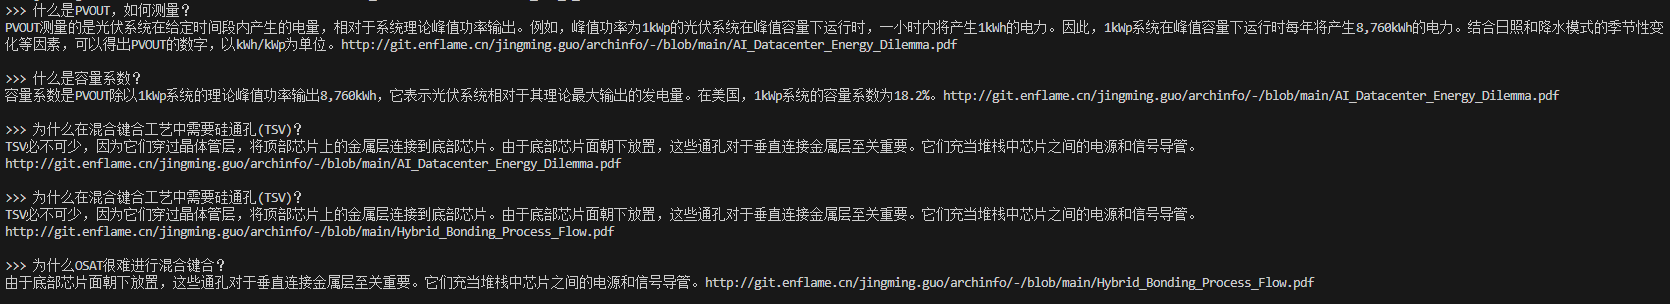 >>> 什么是PVOUT，如何测量？
PVOUT测量的是光伏系统在给定时间段内产生的电量，相对于系统理论峰值功率输出。例如，峰值功率为1kWp的光伏系统在峰值容量下运行时，一小时内将产生1kWh的电力。因此，1kWp系统在峰值容量下运行时每年将产生8,760kWh的电力。结合日照和降水模式的季节性变
化等因素，可以得出PVOUT的数字，以kWh/kWp为单位。http://git.enflame.cn/jingming.guo/archinfo/-/blob/main/AI_Datacenter_Energy_Dilemma.pdf
>>> 什么是容量系数？
容量系数是PVOUT除以1kWp系统的理论峰值功率输出8,760kWh，它表示光伏系统相对于其理论最大输出的发电量。在美国，1kWp系统的容量系数为18.2%。http://git.enflame.cn/jingming.guo/archinfo/-/blob/main/AI_Datacenter_Energy_Dilemma.pdf
>>> 为什么在混合键合工艺中需要硅通孔(TSV)？
TSV必不可少，因为它们穿过晶体管层，将顶部芯片上的金属层连接到底部芯片。由于底部芯片面朝下放置，这些通孔对于垂直连接金属层至关重要。它们充当堆栈中芯片之间的电源和信号导管。
http://git.enflame.cn/jingming.guo/archinfo/-/blob/main/AI_Datacenter_Energy_Dilemma.pdf
>>> 为什么在混合键合工艺中需要硅通孔(TSV)？
TSV必不可少，因为它们穿过晶体管层，将顶部芯片上的金属层连接到底部芯片。由于底部芯片面朝下放置，这些通孔对于垂直连接金属层至关重要。它们充当堆栈中芯片之间的电源和信号导管。
http://git.enflame.cn/jingming.guo/archinfo/-/blob/main/Hybrid_Bonding_Process_Flow.pdf
>>> 为什么OSAT很难进行混合键合？
由于底部芯片面朝下放置，这些通孔对于垂直连接金属层至关重要。它们充当堆栈中芯片之间的电源和信号导管。http://git.enflame.cn/jingming.guo/archinfo/-/blob/main/Hybrid_Bonding_Process_Flow.pdf